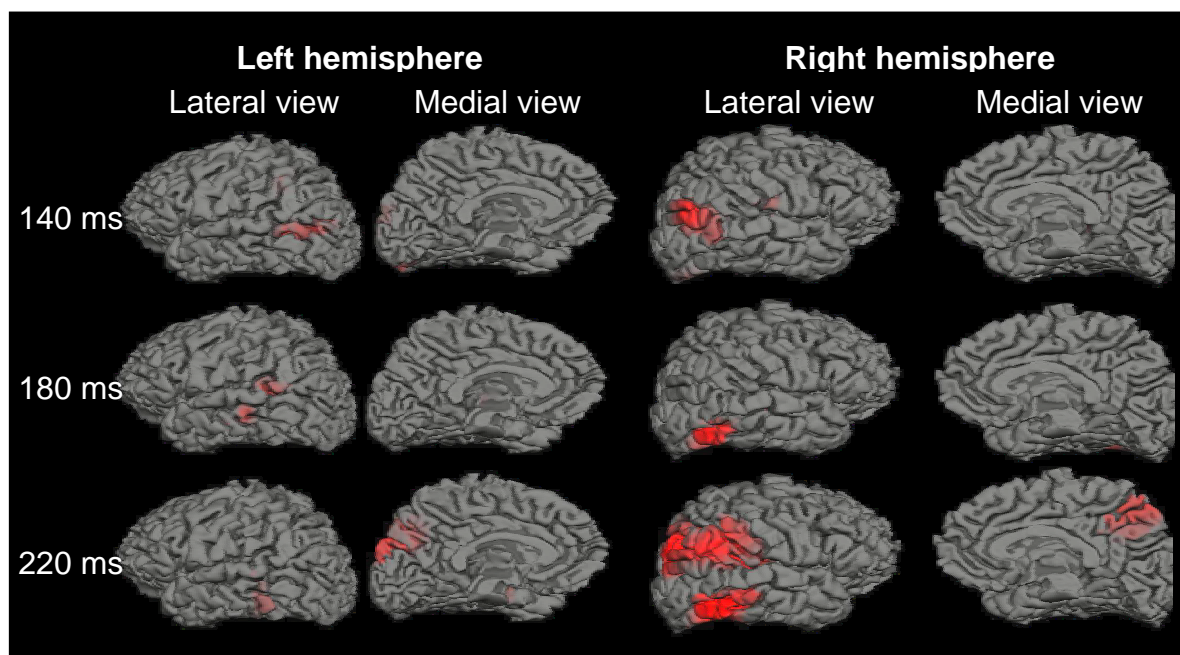 Left hemisphere Right hemisphere
Lateral view Medial view Lateral view Medial view
140 ms
180 ms
220 ms